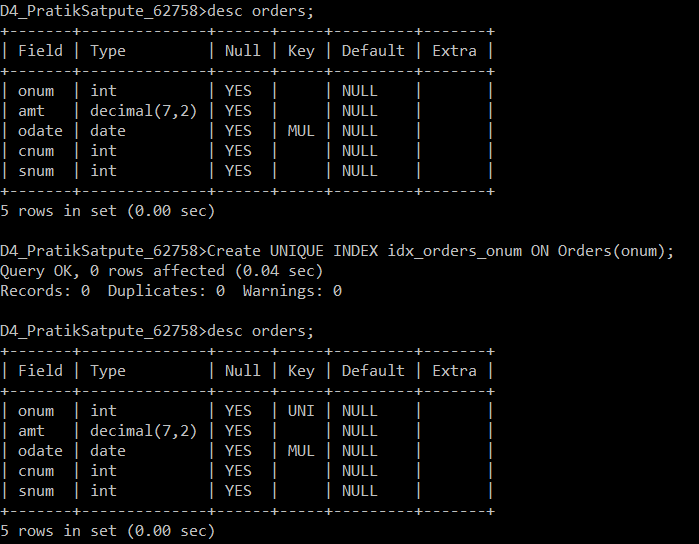 D4_PratikSatpute_62758>desc orders;
+-------+--------------+------+-----+---------+-------+
| Field | Type         | Null | Key | Default | Extra |
+-------+--------------+------+-----+---------+-------+
| onum  | int          | YES  |     | NULL    |       |
| amt   | decimal(7,2) | YES  |     | NULL    |       |
| odate | date         | YES  | MUL | NULL    |       |
| cnum  | int          | YES  |     | NULL    |       |
| snum  | int          | YES  |     | NULL    |       |
+-------+--------------+------+-----+---------+-------+
5 rows in set (0.00 sec)
D4_PratikSatpute_62758>Create UNIQUE INDEX idx_orders_onum ON Orders(onum);
Query OK, 0 rows affected (0.04 sec)
Records: 0  Duplicates: 0  Warnings: 0
D4_PratikSatpute_62758>desc orders;
+-------+--------------+------+-----+---------+-------+
| Field | Type         | Null | Key | Default | Extra |
+-------+--------------+------+-----+---------+-------+
| onum  | int          | YES  | UNI | NULL    |       |
| amt   | decimal(7,2) | YES  |     | NULL    |       |
| odate | date         | YES  | MUL | NULL    |       |
| cnum  | int          | YES  |     | NULL    |       |
| snum  | int          | YES  |     | NULL    |       |
+-------+--------------+------+-----+---------+-------+
5 rows in set (0.00 sec)